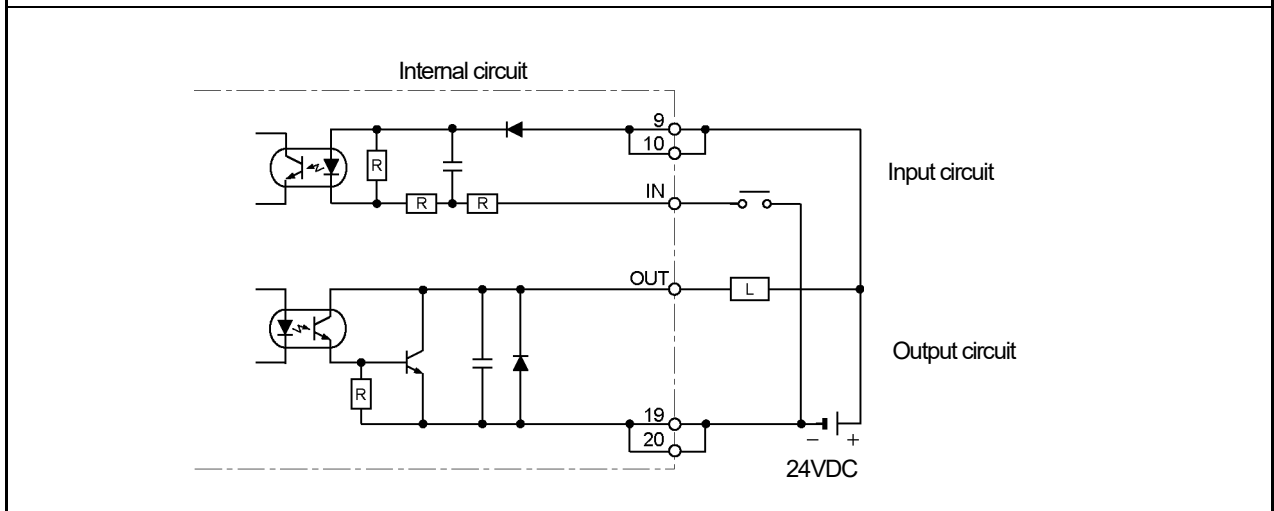 Internal circuit
9
10
R
Input circuit
IN
R R
OUT
L
Output circuit
R
19
20
− +
24VDC